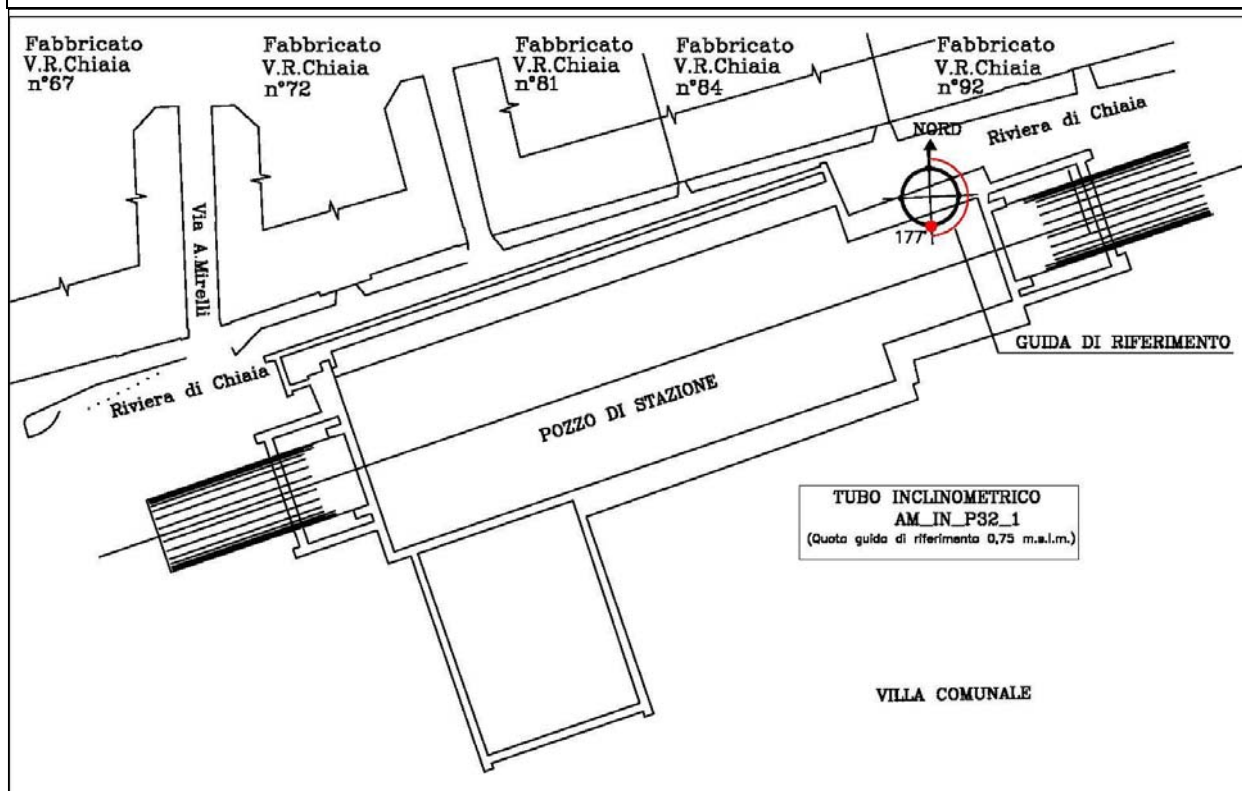 Fabbricato
V.R.Chiaia
n°67
Fabbricato
V.R.Chiaia
n°72
Fabbricato
V.R.Chiaia
n°81
Fabbricato
V.R.Chiaia
n°84
Fabbricato
V.R.Chiaia
n°92
NORD
Riviera di Chiaia
177°
Via A.Mirelli
GUIDA DI RIFERIMENTO
Riviera di Chiaia
POZZO DI STAZIONE
TUBO INCLINOMETRICO
AM_IN_P32_1
(Quota guida di riferimento 0,75 m.s.l.m.)
VILLA COMUNALE